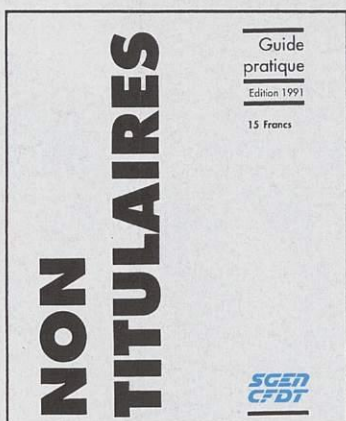 NON
TITULAIRES
Guide
pratique
Edition 1991
15 Francs
SGEN
CFDT